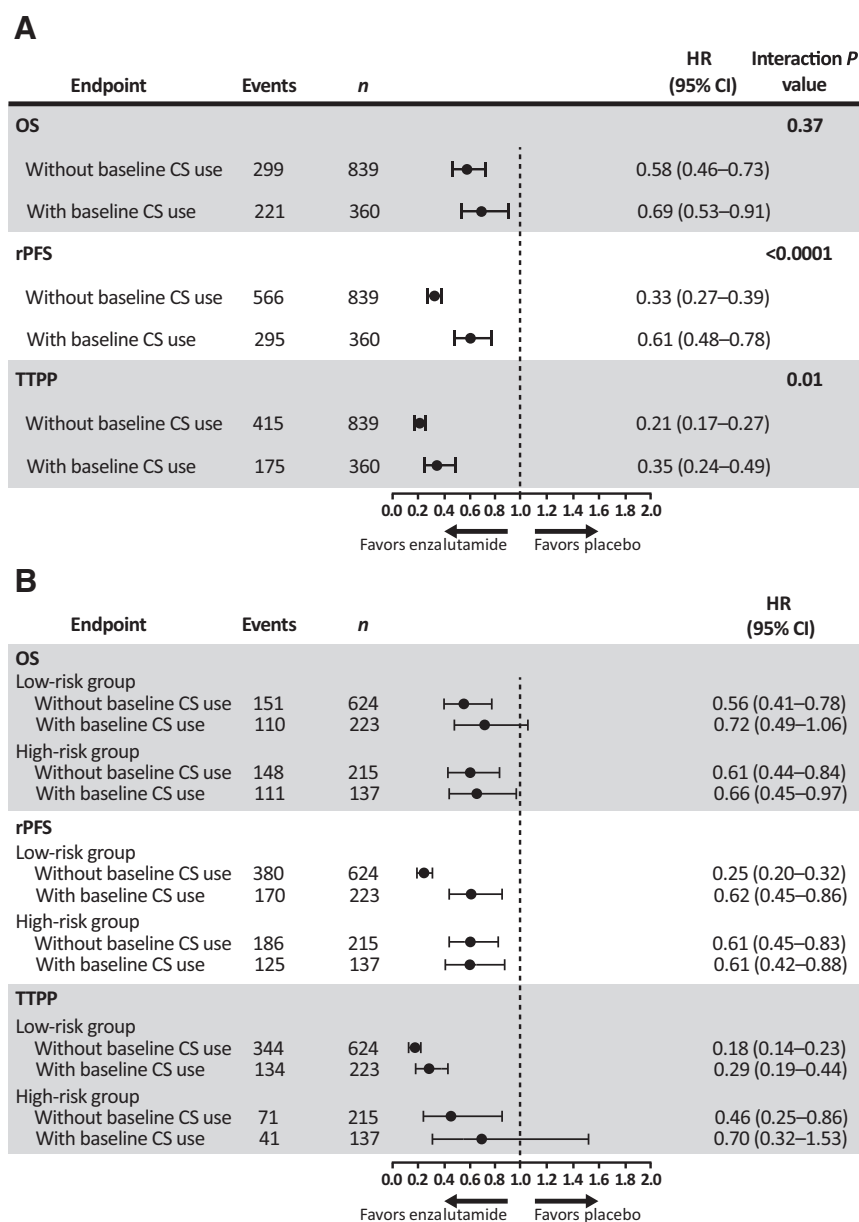 A
Endpoint Events n HR (95% CI) Interaction P value
OS 0.37
Without baseline CS use 299 839 0.58 (0.46–0.73)
With baseline CS use 221 360 0.69 (0.53–0.91)
rPFS <0.0001
Without baseline CS use 566 839 0.33 (0.27–0.39)
With baseline CS use 295 360 0.61 (0.48–0.78)
TTPP 0.01
Without baseline CS use 415 839 0.21 (0.17–0.27)
With baseline CS use 175 360 0.35 (0.24–0.49)
0.0 0.2 0.4 0.6 0.8 1.0 1.2 1.4 1.6 1.8 2.0
Favors enzalutamide Favors placebo
B
Endpoint Events n HR (95% CI)
OS
Low-risk group
Without baseline CS use 151 624 0.56 (0.41–0.78)
With baseline CS use 110 223 0.72 (0.49–1.06)
High-risk group
Without baseline CS use 148 215 0.61 (0.44–0.84)
With baseline CS use 111 137 0.66 (0.45–0.97)
rPFS
Low-risk group
Without baseline CS use 380 624 0.25 (0.20–0.32)
With baseline CS use 170 223 0.62 (0.45–0.86)
High-risk group
Without baseline CS use 186 215 0.61 (0.45–0.83)
With baseline CS use 125 137 0.61 (0.42–0.88)
TTPP
Low-risk group
Without baseline CS use 344 624 0.18 (0.14–0.23)
With baseline CS use 134 223 0.29 (0.19–0.44)
High-risk group
Without baseline CS use 71 215 0.46 (0.25–0.86)
With baseline CS use 41 137 0.70 (0.32–1.53)
0.0 0.2 0.4 0.6 0.8 1.0 1.2 1.4 1.6 1.8 2.0
Favors enzalutamide Favors placebo